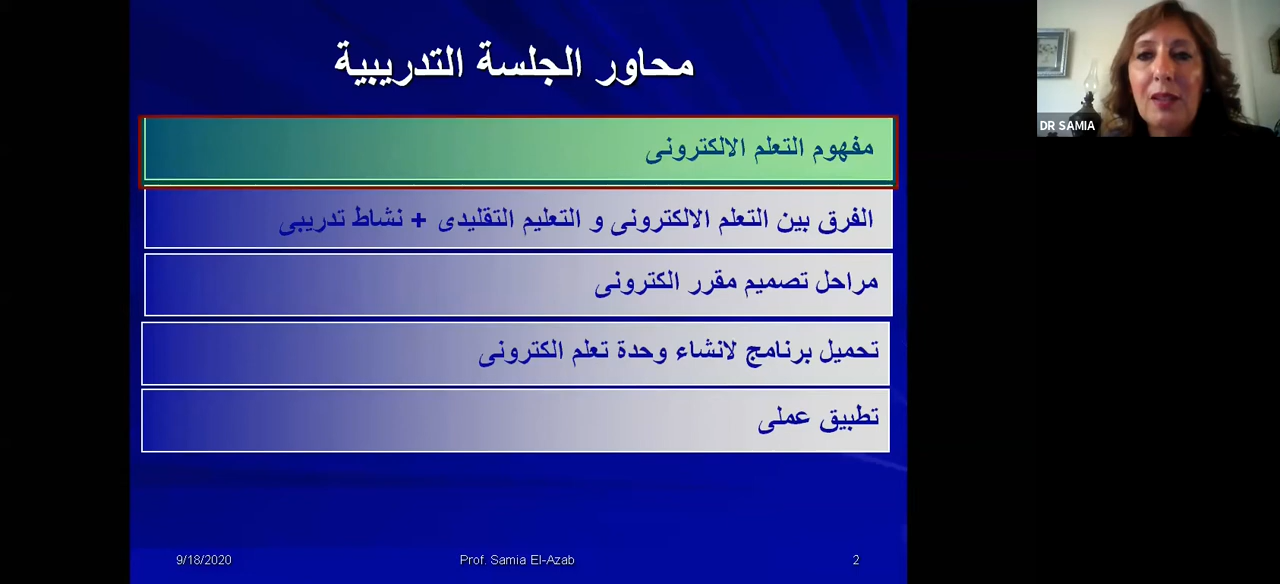 محاور الجلسة التدريبية
مفهوم التعلم الالكترونى
الفرق بين التعلم الالكترونى و التعليم التقليدى + نشاط تدريبى
مراحل تصميم مقرر الكترونى
تحميل برنامج لانشاء وحدة تعلم الكترونى
تطبيق عملى
9/18/2020
Prof. Samia El-Azab
2
DR SAMIA